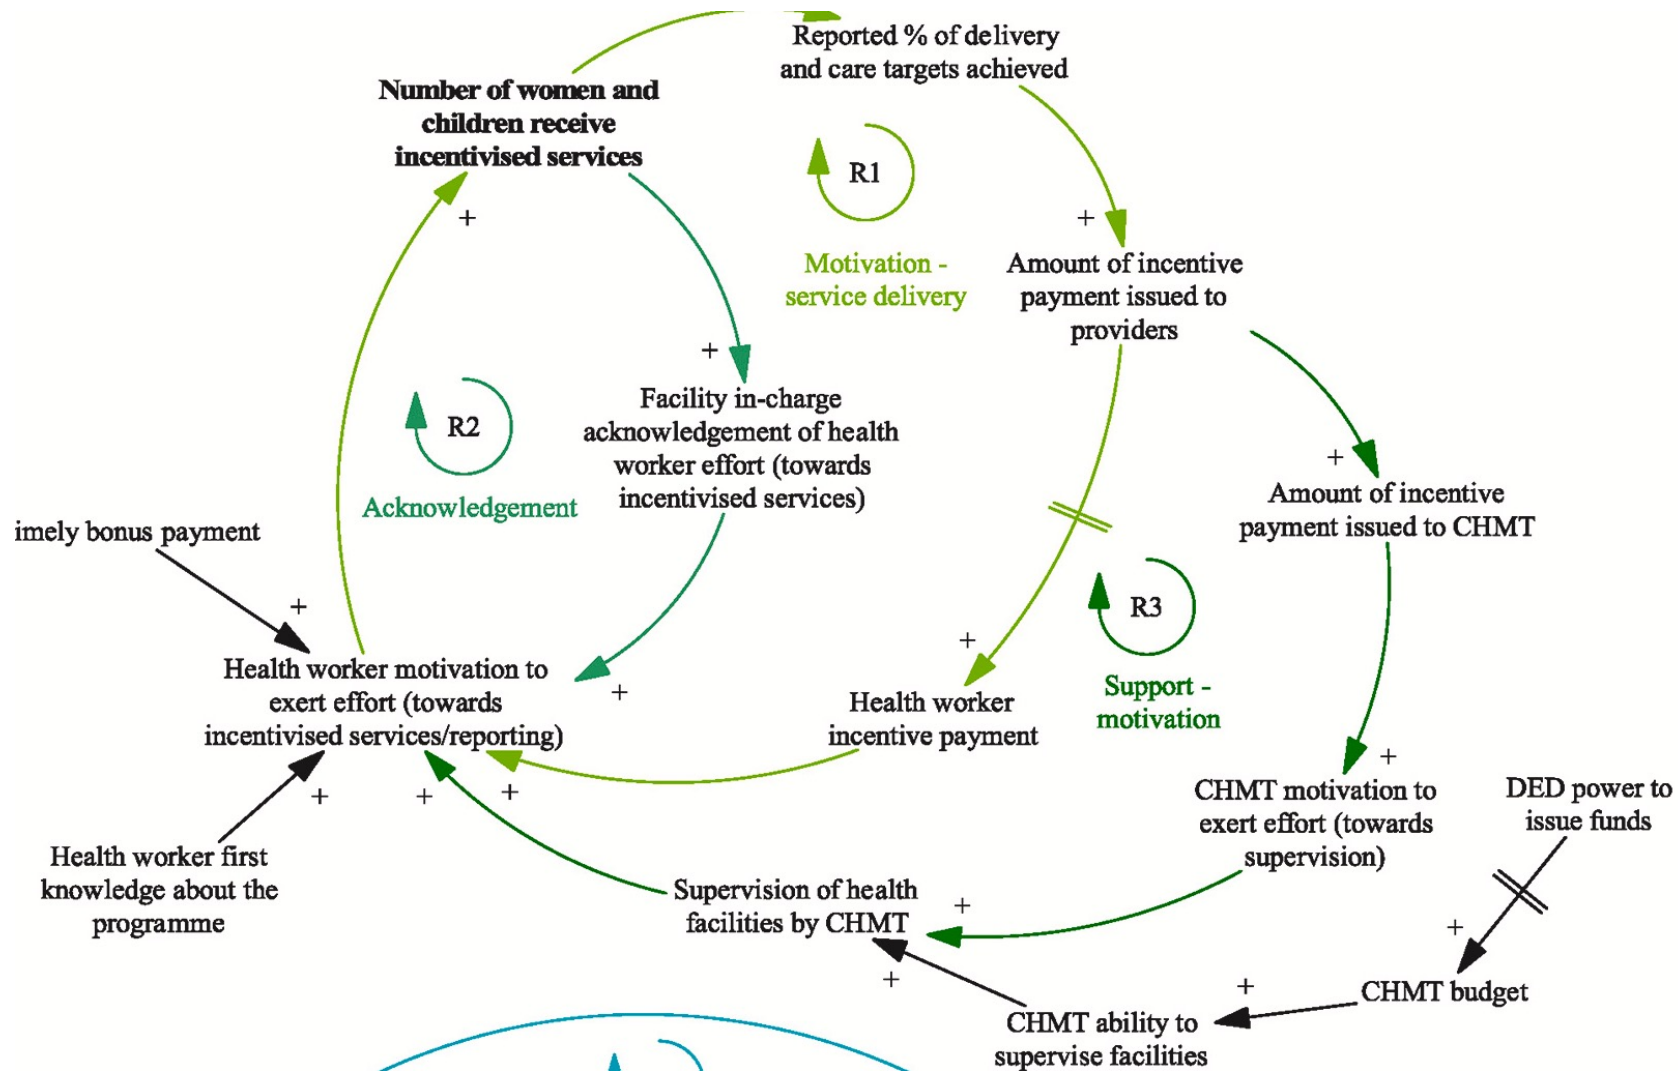 Reported % of delivery
and care targets achieved
Number of women and
children receive
incentivised services
+
R1
+
Motivation -
service delivery
Amount of incentive
payment issued to
providers
+
Facility in-charge
acknowledgement of health
worker effort (towards
incentivised services)
R2
Acknowledgement
+
Amount of incentive
payment issued to CHMT
imely bonus payment
+
R3
Support -
motivation
+
Health worker motivation to
exert effort (towards
incentivised services/reporting)
+
Health worker
incentive payment
+
+
+
+
CHMT motivation to
exert effort (towards
supervision)
DED power to
issue funds
Health worker first
knowledge about the
programme
Supervision of health
facilities by CHMT
+
+
+
+
CHMT budget
CHMT ability to
supervise facilities